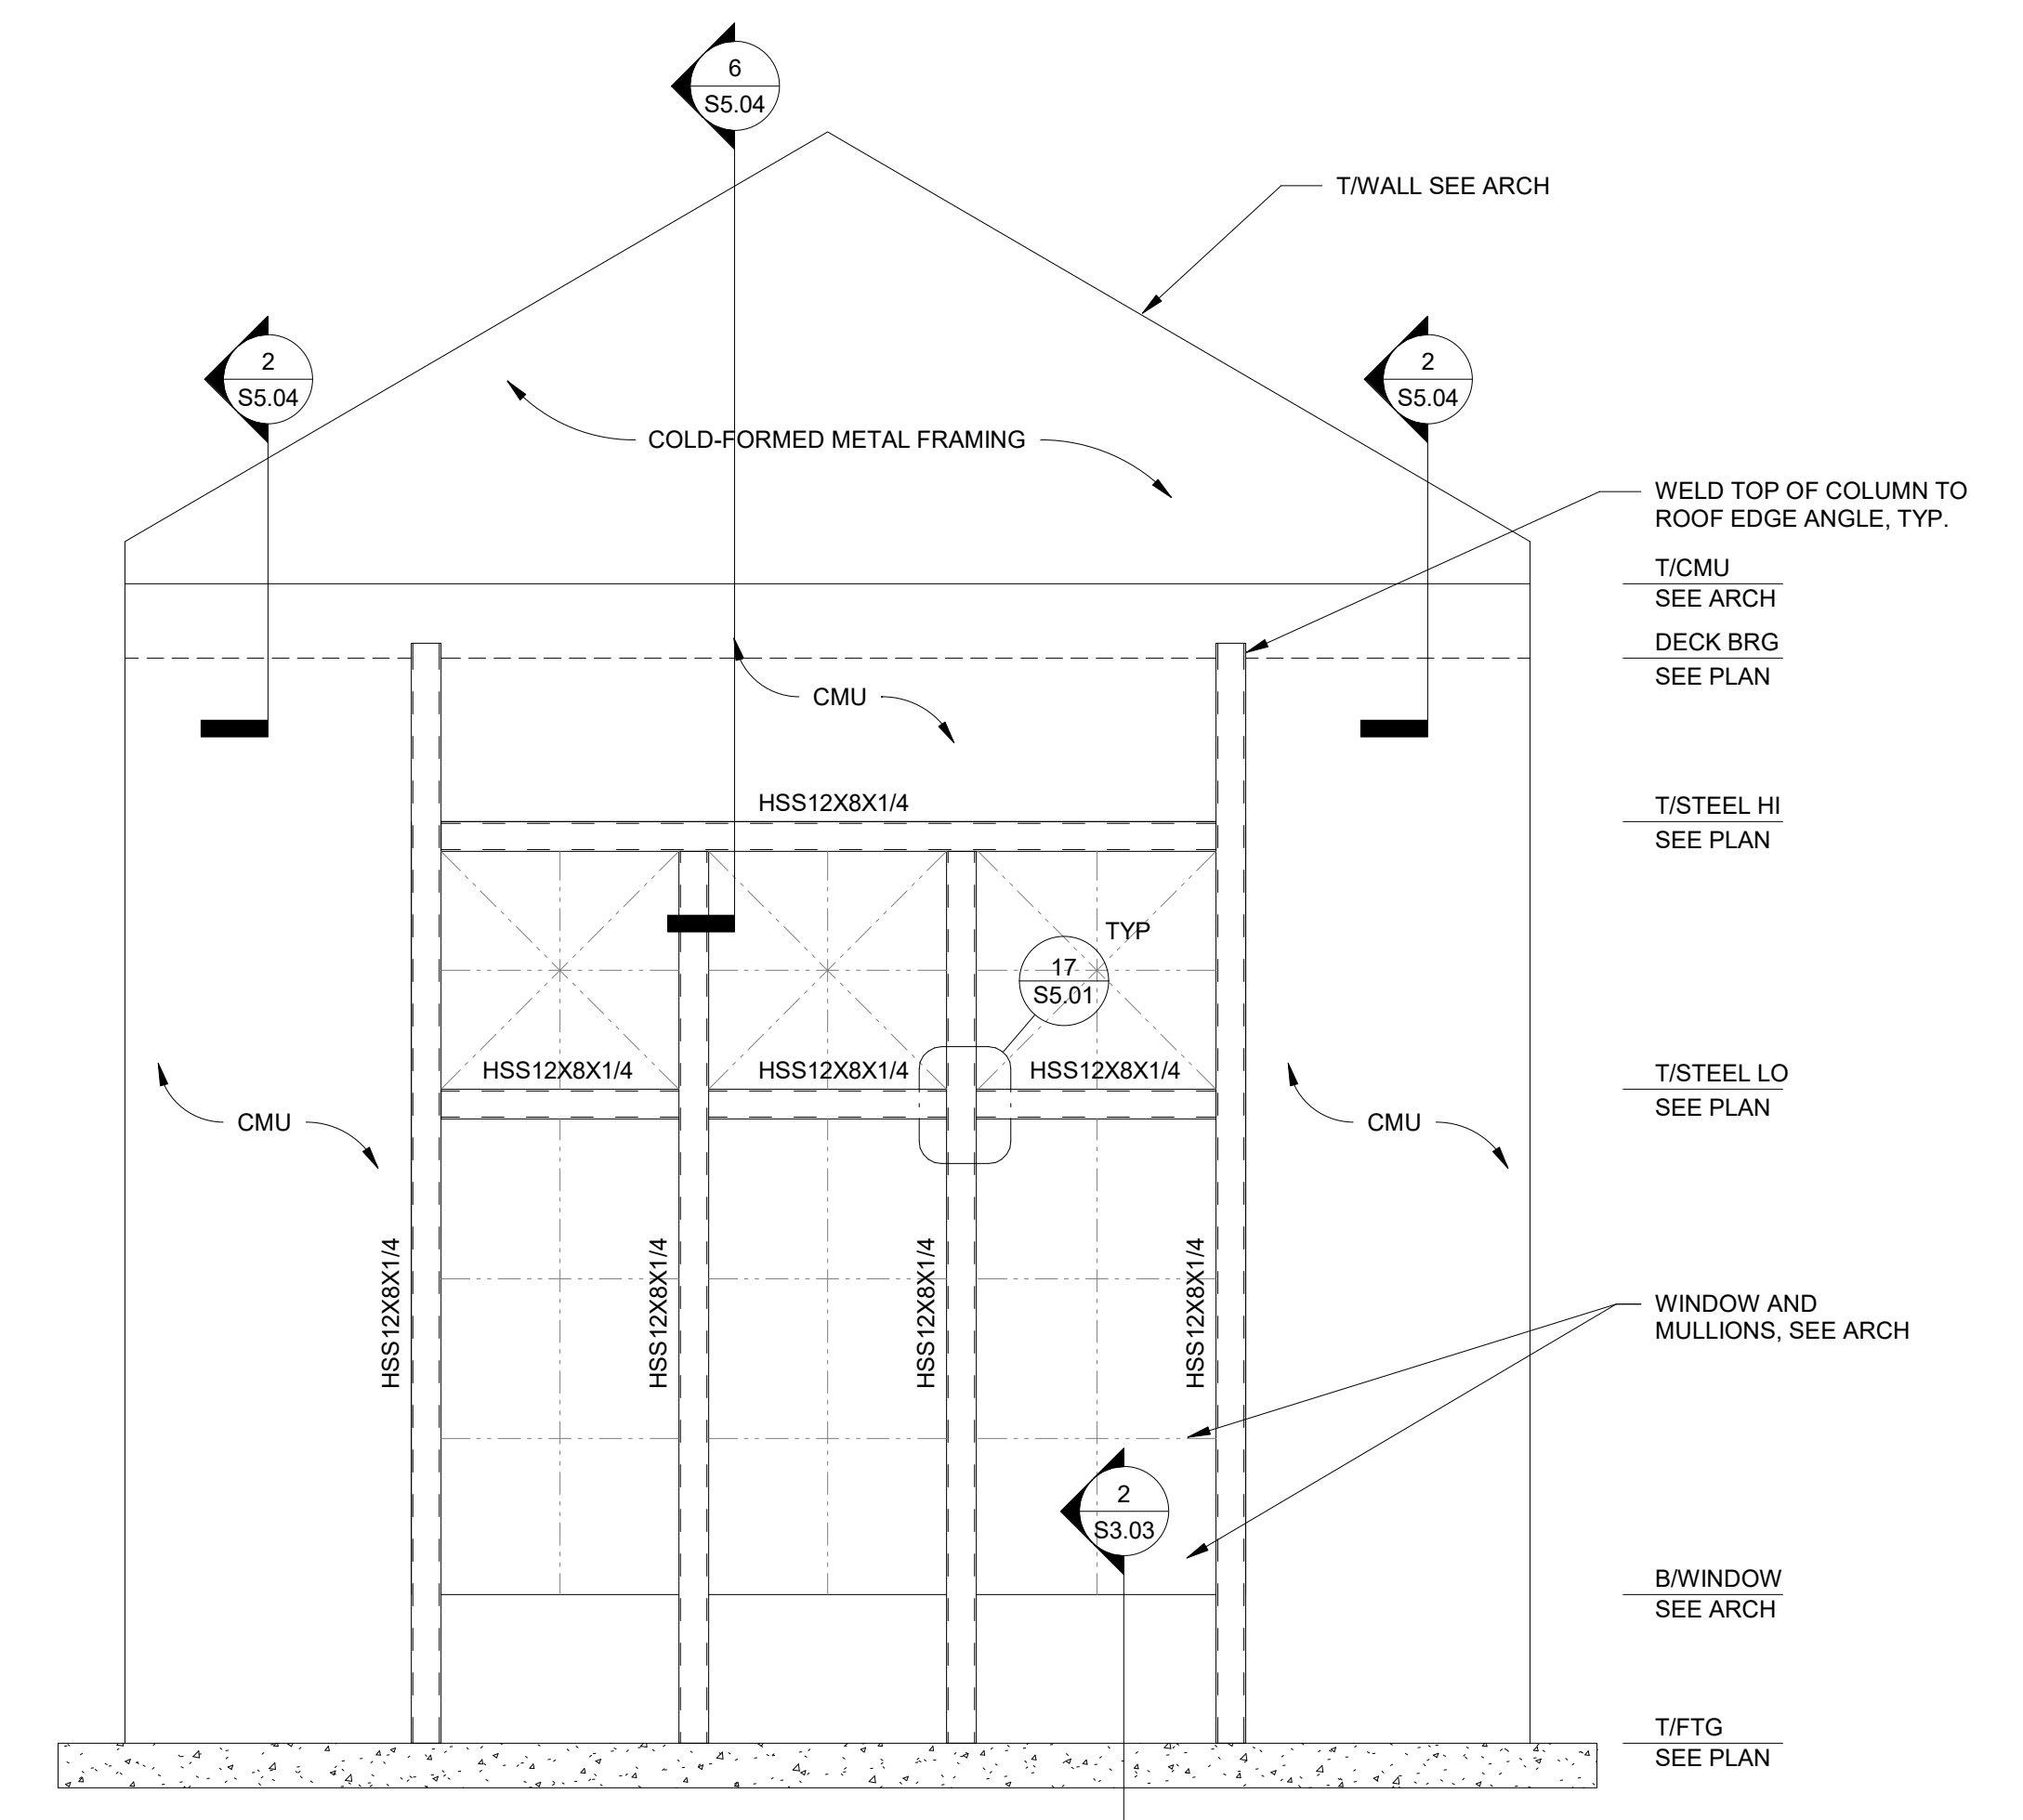 6
S5.04
T/WALL SEE ARCH
2
S5.04
2
S5.04
COLD-FORMED METAL FRAMING
WELD TOP OF COLUMN TO
ROOF EDGE ANGLE, TYP.
T/CMU
SEE ARCH
DECK BRG
SEE PLAN
CMU
HSS12X8X1/4
T/STEEL HI
SEE PLAN
TYP
17
S5.01
HSS12X8X1/4
HSS12X8X1/4
HSS12X8X1/4
T/STEEL LO
SEE PLAN
CMU
CMU
HSS12X8X1/4
HSS12X8X1/4
HSS12X8X1/4
HSS12X8X1/4
WINDOW AND
MULLIONS, SEE ARCH
2
S3.03
B/WINDOW
SEE ARCH
T/FTG
SEE PLAN